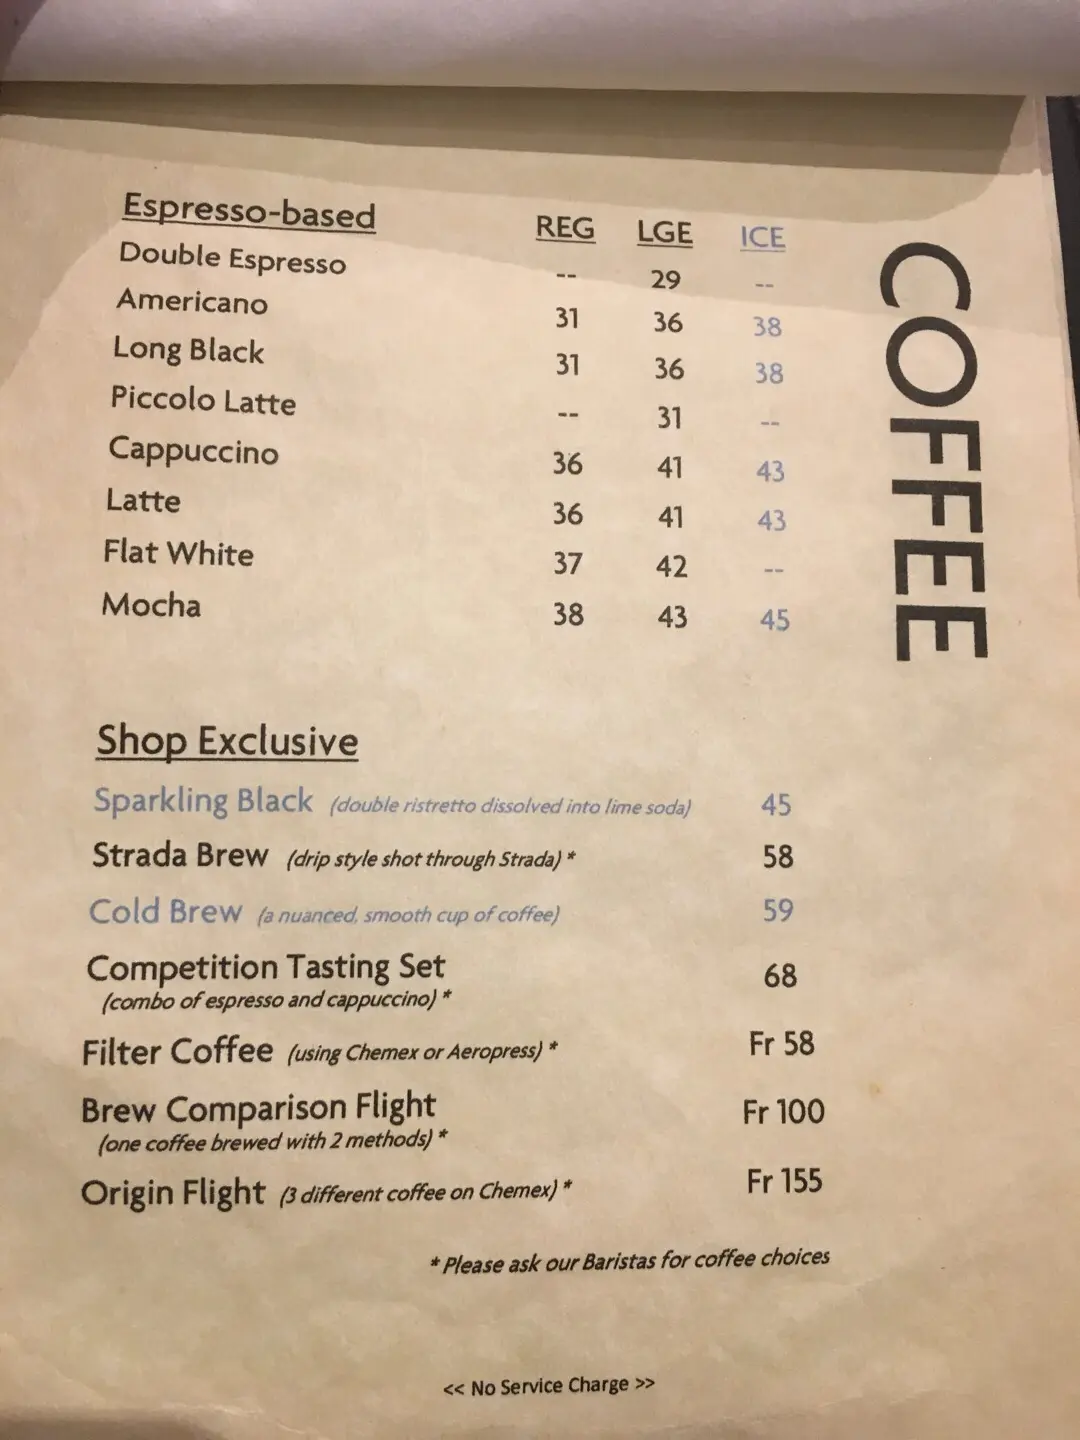 COFFEE
Espresso-based REG LGE ICE
Double Espresso -- 29 --
Americano 31 36 38
Long Black 31 36 38
Piccolo Latte -- 31 --
Cappuccino 36 41 43
Latte 36 41 43
Flat White 37 42 --
Mocha 38 43 45
Shop Exclusive
Sparkling Black (double ristretto dissolved into lime soda) 45
Strada Brew (drip style shot through Strada) * 58
Cold Brew (a nuanced, smooth cup of coffee) 59
Competition Tasting Set 68
(combo of espresso and cappuccino) *
Filter Coffee (using Chemex or Aeropress) * Fr 58
Brew Comparison Flight Fr 100
(one coffee brewed with 2 methods) *
Origin Flight (3 different coffee on Chemex) * Fr 155
* Please ask our Baristas for coffee choices
<< No Service Charge >>